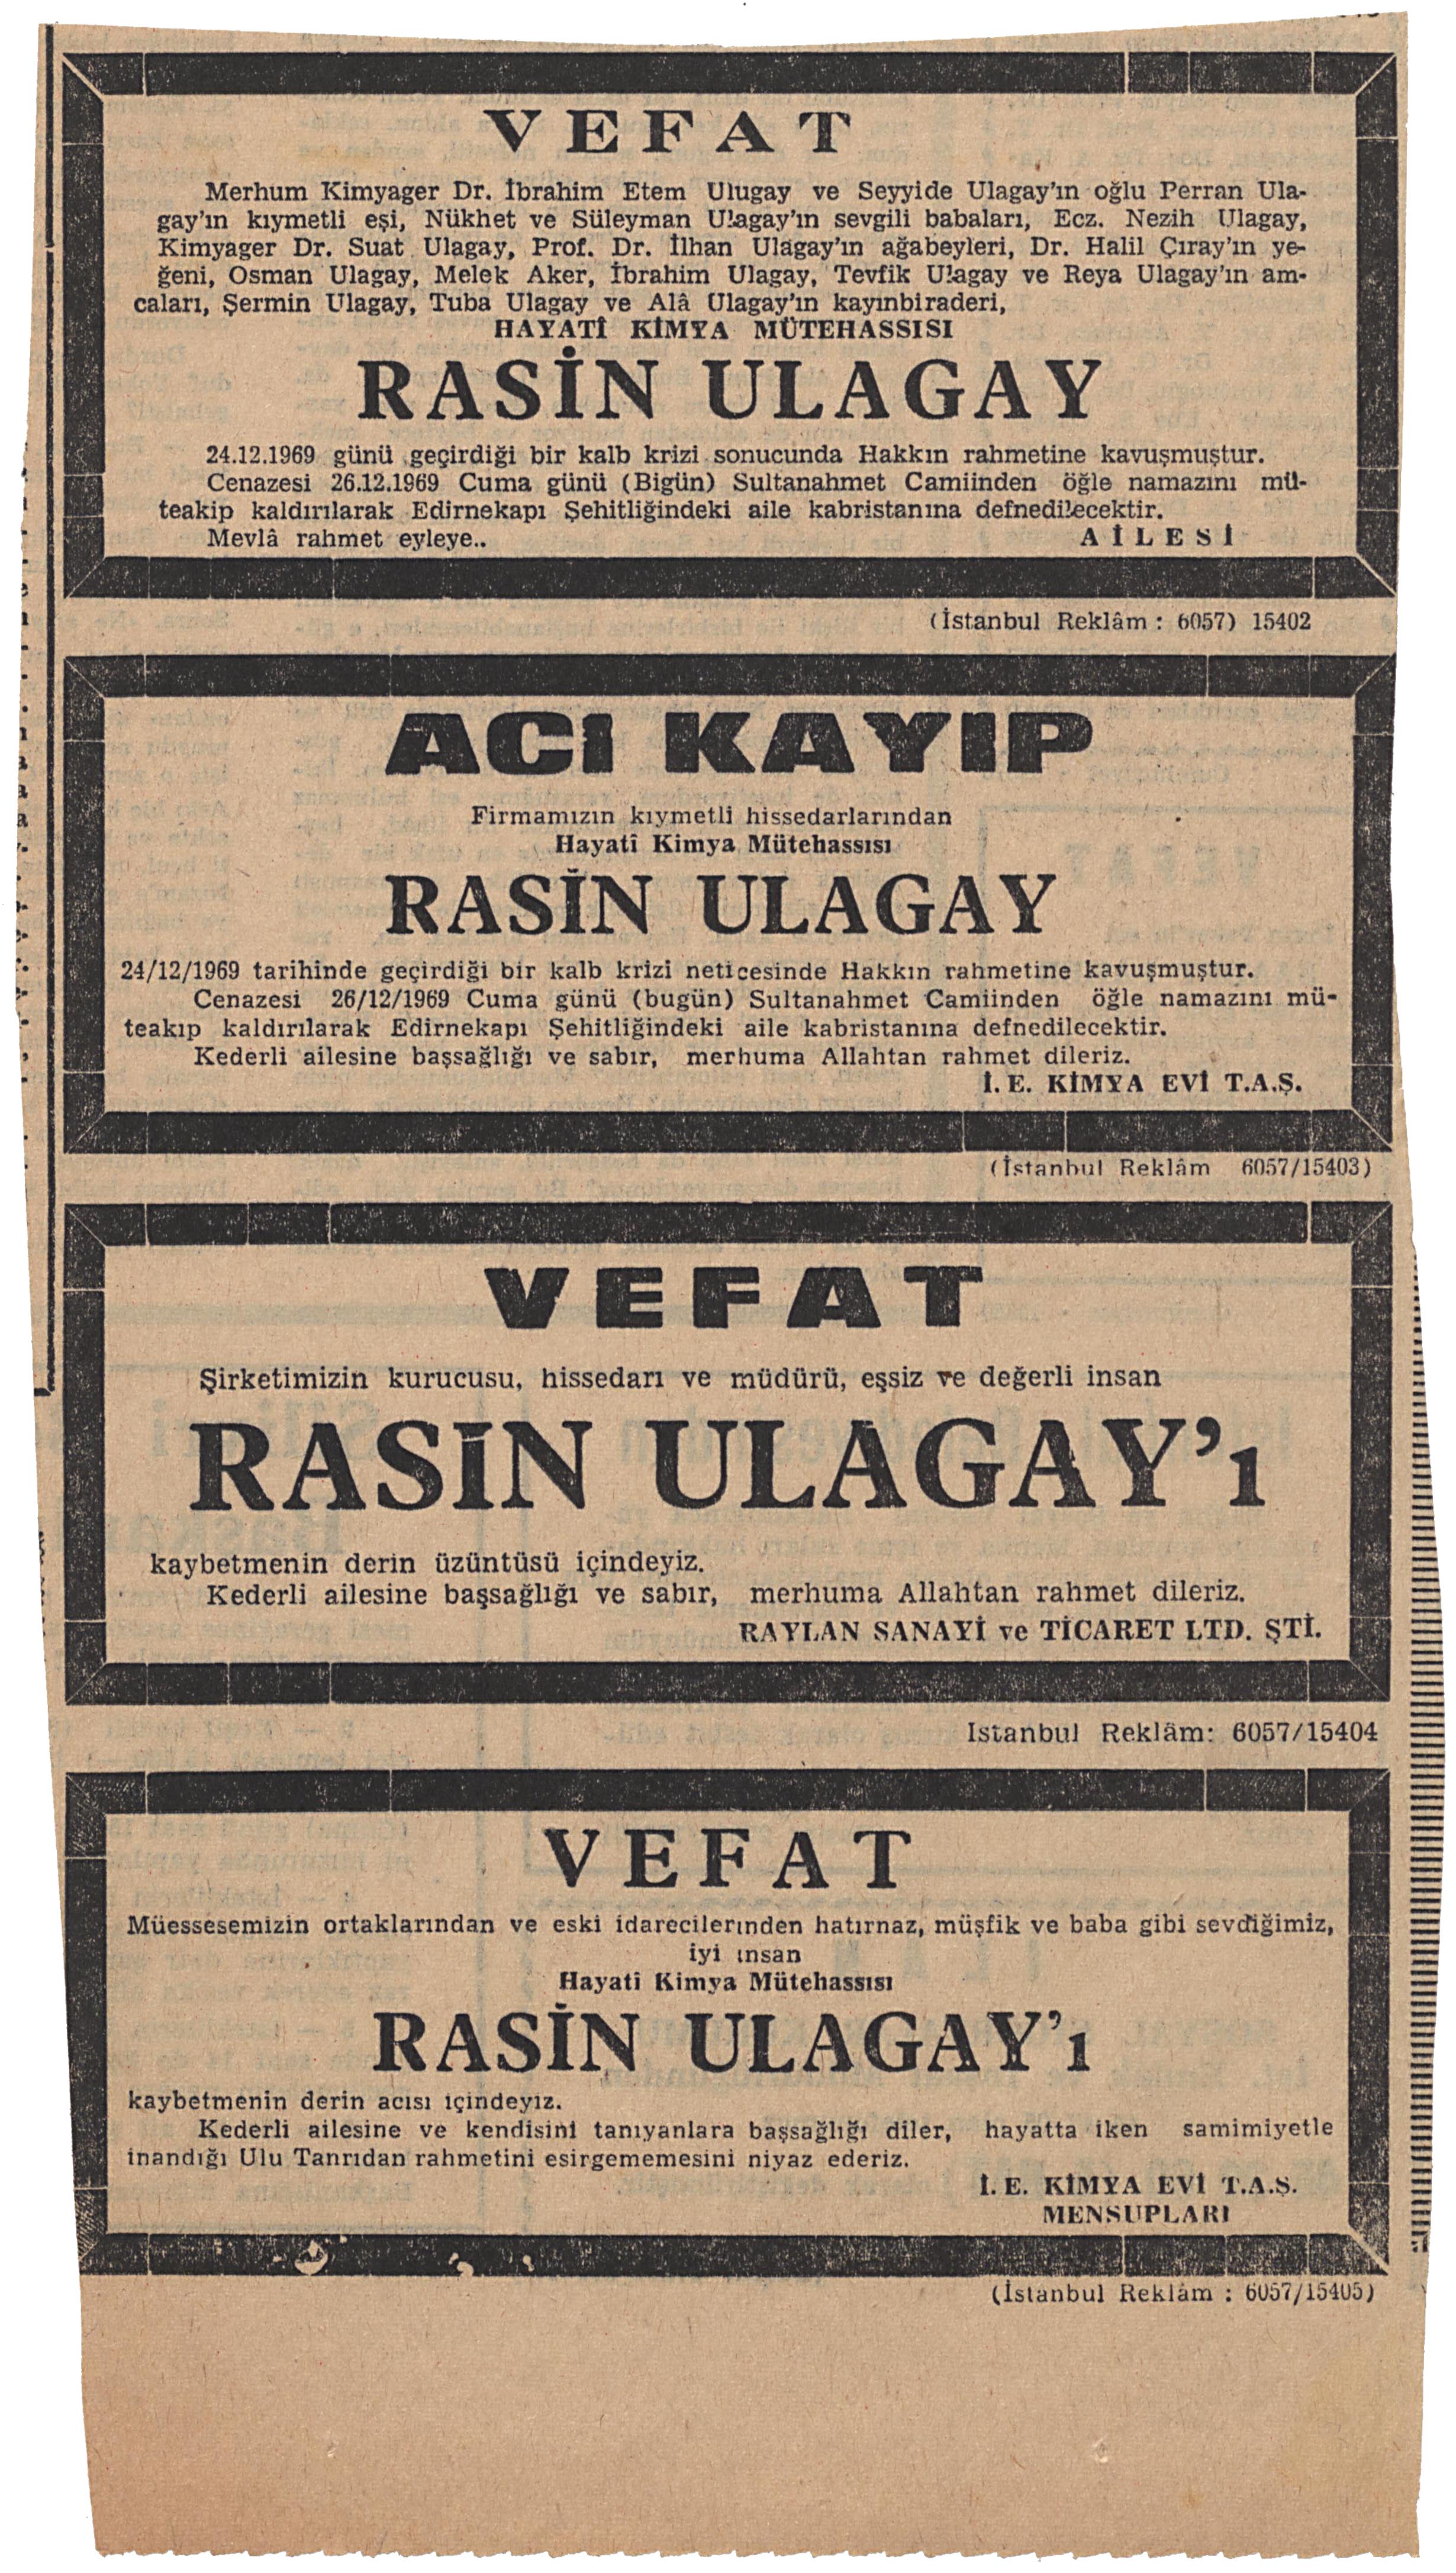 VEFAT
Merhum Kimyager Dr. İbrahim Etem Ulugay ve Seyyide Ulagay'ın oğlu Perran Ula-
gay'ın kıymetli eşi, Nükhet ve Süleyman Ulagay'ın sevgili babaları, Ecz. Nezih Ulagay,
Kimyager Dr. Suat Ulagay, Prof. Dr. İlhan Ulagay'ın ağabeyleri, Dr. Halil Çıray'ın ye-
ğeni, Osman Ulagay, Melek Aker, İbrahim Ulagay, Tevfik Ulagay ve Reya Ulagay'ın am-
caları, Şermin Ulagay, Tuba Ulagay ve Alâ Ulagay'ın kayınbiraderi,
HAYATÎ KİMYA MÜTEHASSISI
RASİN ULAGAY
24.12.1969 günü geçirdiği bir kalb krizi sonucunda Hakkın rahmetine kavuşmuştur.
Cenazesi 26.12.1969 Cuma günü (Bigün) Sultanahmet Camiinden öğle namazını mü-
teakip kaldırılarak Edirnekapı Şehitliğindeki aile kabristanına defnedilecektir.
Mevlâ rahmet eyleye.. AİLESİ
(İstanbul Reklâm : 6057) 15402
ACI KAYIP
Firmamızın kıymetli hissedarlarından
Hayatî Kimya Mütehassısı
RASİN ULAGAY
24/12/1969 tarihinde geçirdiği bir kalb krizi neticesinde Hakkın rahmetine kavuşmuştur.
Cenazesi 26/12/1969 Cuma günü (bugün) Sultanahmet Camiinden öğle namazını mü-
teakıp kaldırılarak Edirnekapı Şehitliğindeki aile kabristanına defnedilecektir.
Kederli ailesine başsağlığı ve sabır, merhuma Allahtan rahmet dileriz.
İ. E. KİMYA EVİ T.A.Ş.
(İstanbul Reklâm 6057/15403)
VEFAT
Şirketimizin kurucusu, hissedarı ve müdürü, eşsiz ve değerli insan
RASİN ULAGAY'ı
kaybetmenin derin üzüntüsü içindeyiz.
Kederli ailesine başsağlığı ve sabır, merhuma Allahtan rahmet dileriz.
RAYLAN SANAYİ ve TİCARET LTD. ŞTİ.
Istanbul Reklâm: 6057/15404
VEFAT
Müessesemizin ortaklarından ve eski idarecilerınden hatırnaz, müşfik ve baba gibi sevdiğimiz,
iyi insan
Hayati Kimya Mütehassısı
RASİN ULAGAY'ı
kaybetmenin derin acısı içindeyiz.
Kederli ailesine ve kendisini tanıyanlara başsağlığı diler, hayatta iken samimiyetle
inandığı Ulu Tanrıdan rahmetini esirgememesini niyaz ederiz.
İ. E. KİMYA EVİ T.A.Ş.
MENSUPLARI
(İstanbul Reklâm : 6057/15405)